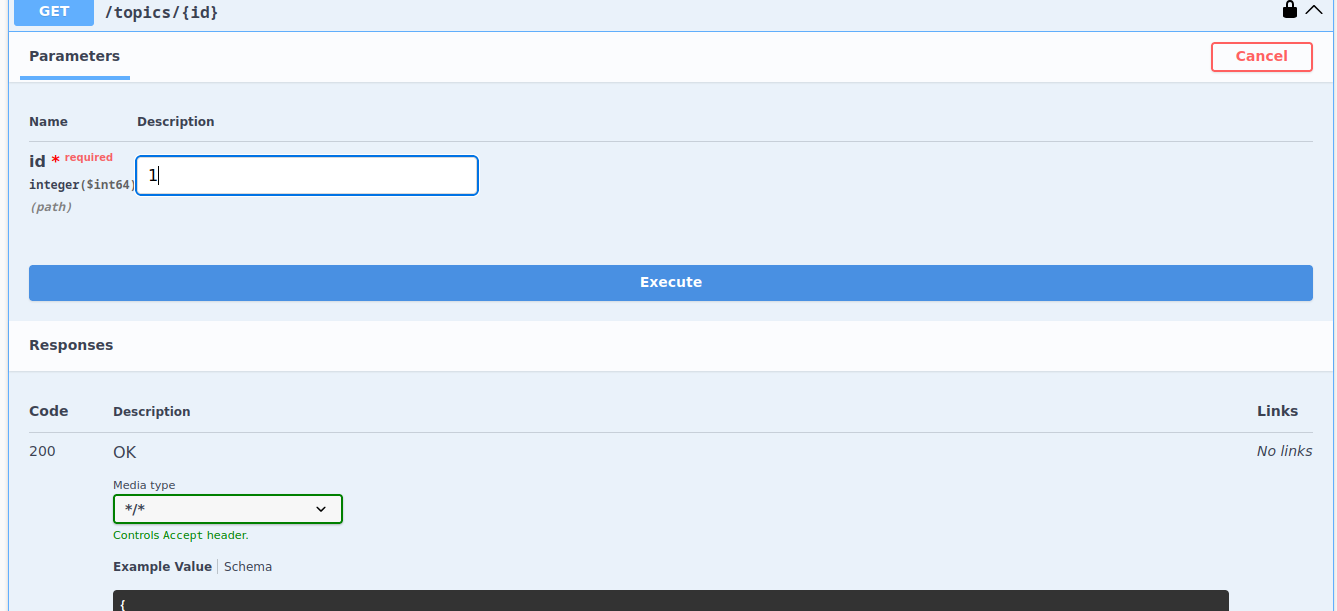 GET /topics/{id}
Parameters
Cancel
Name Description
id * required
integer($int64)
(path)
1
Execute
Responses
Code Description Links
200 OK No links
Media type
*/*
Controls Accept header.
Example Value Schema
{